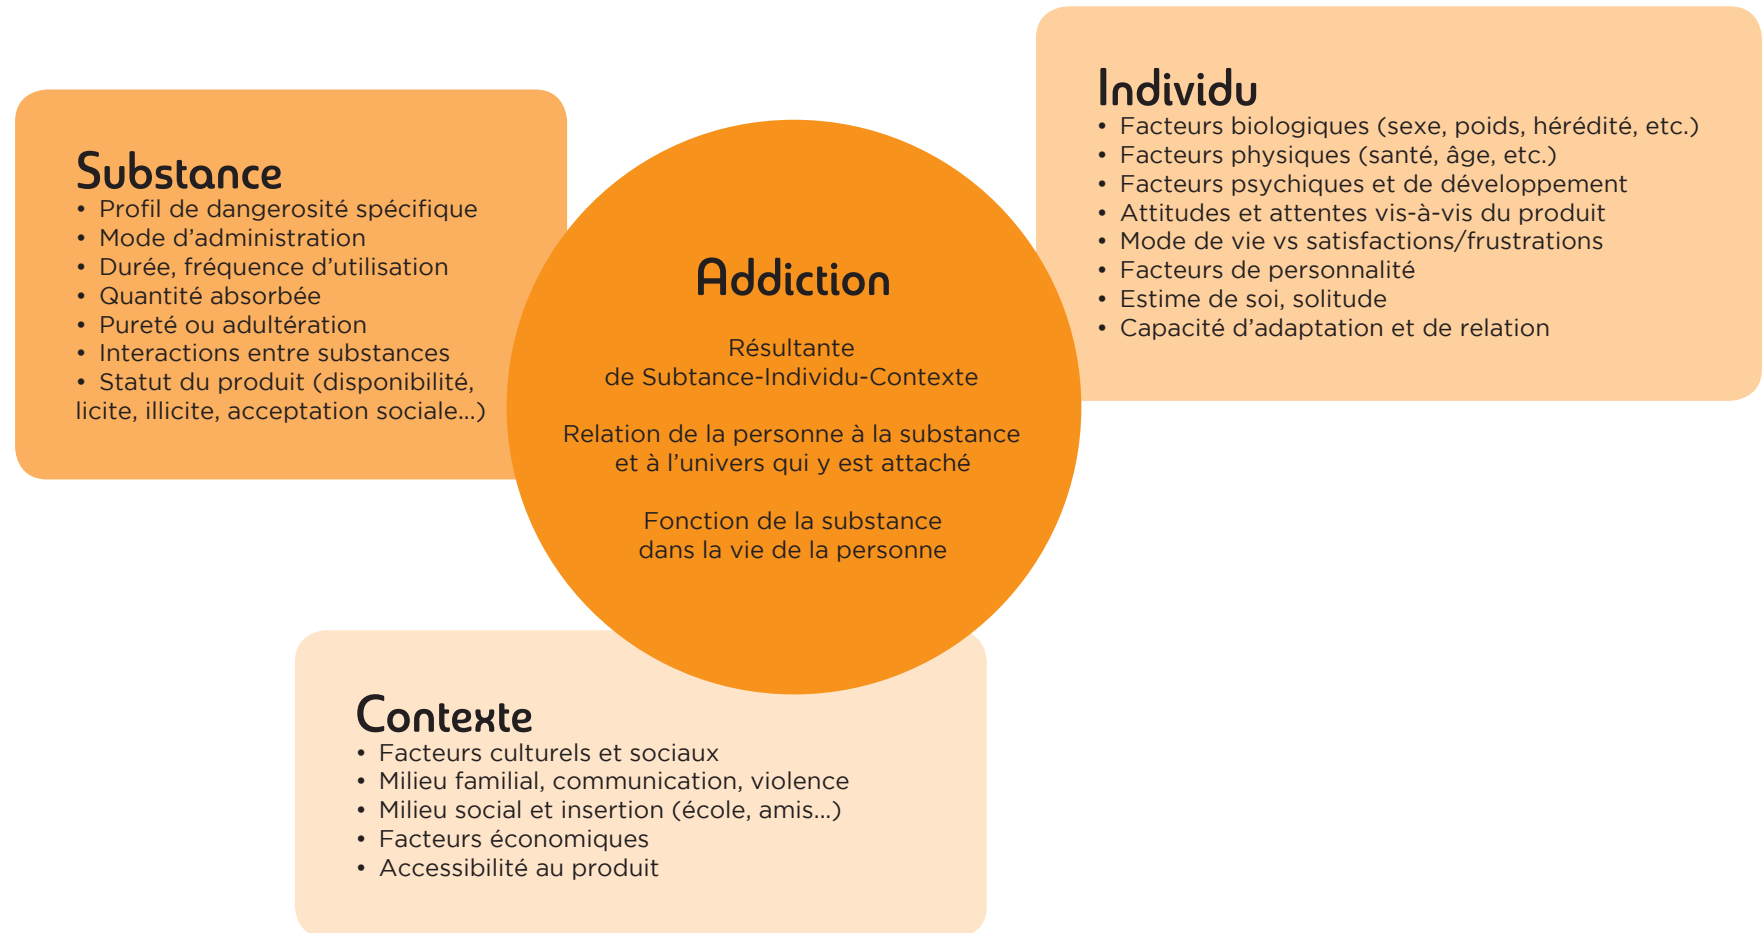 Substance
• Profil de dangerosité spécifique
• Mode d'administration
• Durée, fréquence d'utilisation
• Quantité absorbée
• Pureté ou adultération
• Interactions entre substances
• Statut du produit (disponibilité,
licite, illicite, acceptation sociale...)
Addiction
Résultante
de Subtance-Individu-Contexte
Relation de la personne à la substance
et à l'univers qui y est attaché
Fonction de la substance
dans la vie de la personne
Individu
• Facteurs biologiques (sexe, poids, hérédité, etc.)
• Facteurs physiques (santé, âge, etc.)
• Facteurs psychiques et de développement
• Attitudes et attentes vis-à-vis du produit
• Mode de vie vs satisfactions/frustrations
• Facteurs de personnalité
• Estime de soi, solitude
• Capacité d'adaptation et de relation
Contexte
• Facteurs culturels et sociaux
• Milieu familial, communication, violence
• Milieu social et insertion (école, amis...)
• Facteurs économiques
• Accessibilité au produit